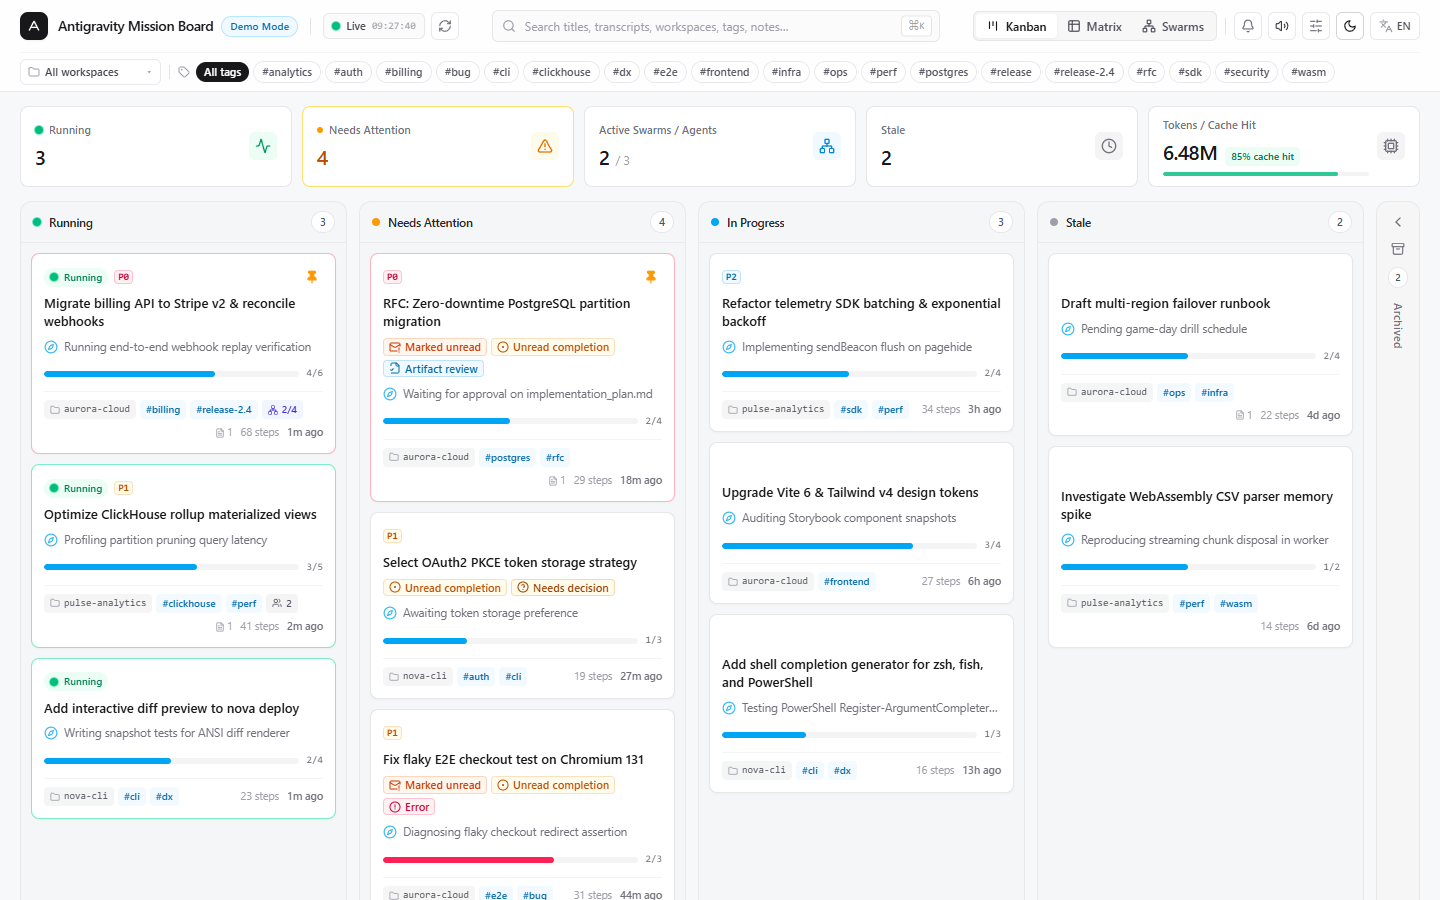 A Antigravity Mission Board Demo Mode Live 09:27:40 Search titles, transcripts, workspaces, tags, notes... ⌘K Kanban Matrix Swarms EN
All workspaces All tags #analytics #auth #billing #bug #cli #clickhouse #dx #e2e #frontend #infra #ops #perf #postgres #release #release-2.4 #rfc #sdk #security #wasm
Running
3
Needs Attention
4
Active Swarms / Agents
2 / 3
Stale
2
Tokens / Cache Hit
6.48M 85% cache hit
Running 3
Running P0
Migrate billing API to Stripe v2 & reconcile
webhooks
Running end-to-end webhook replay verification
4/6
aurora-cloud #billing #release-2.4 2/4
1 68 steps 1m ago
Running P1
Optimize ClickHouse rollup materialized views
Profiling partition pruning query latency
3/5
pulse-analytics #clickhouse #perf 2
1 41 steps 2m ago
Running
Add interactive diff preview to nova deploy
Writing snapshot tests for ANSI diff renderer
2/4
nova-cli #cli #dx 23 steps 1m ago
Needs Attention 4
P0
RFC: Zero-downtime PostgreSQL partition
migration
Marked unread Unread completion
Artifact review
Waiting for approval on implementation_plan.md
2/4
aurora-cloud #postgres #rfc
1 29 steps 18m ago
P1
Select OAuth2 PKCE token storage strategy
Unread completion Needs decision
Awaiting token storage preference
1/3
nova-cli #auth #cli 19 steps 27m ago
P1
Fix flaky E2E checkout test on Chromium 131
Marked unread Unread completion
Error
Diagnosing flaky checkout redirect assertion
2/3
aurora-cloud #e2e #bug 31 steps 44m ago
In Progress 3
P2
Refactor telemetry SDK batching & exponential
backoff
Implementing sendBeacon flush on pagehide
2/4
pulse-analytics #sdk #perf 34 steps 3h ago
Upgrade Vite 6 & Tailwind v4 design tokens
Auditing Storybook component snapshots
3/4
aurora-cloud #frontend 27 steps 6h ago
Add shell completion generator for zsh, fish,
and PowerShell
Testing PowerShell Register-ArgumentCompleter...
1/3
nova-cli #cli #dx 16 steps 13h ago
Stale 2
Draft multi-region failover runbook
Pending game-day drill schedule
2/4
aurora-cloud #ops #infra
1 22 steps 4d ago
Investigate WebAssembly CSV parser memory
spike
Reproducing streaming chunk disposal in worker
1/2
pulse-analytics #perf #wasm
14 steps 6d ago
2
Archived